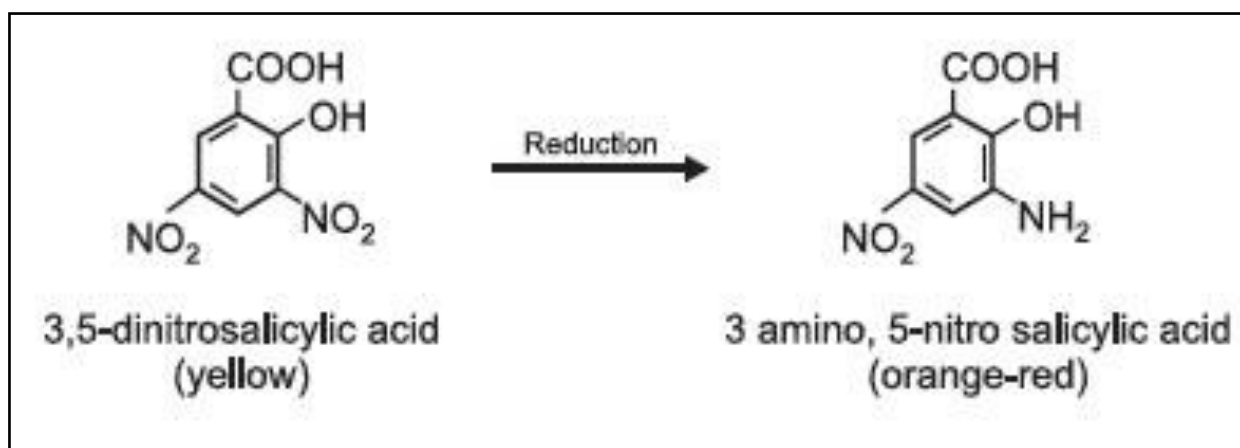 COOH
OH
NO2
NO2
3,5-dinitrosalicylic acid
(yellow)
Reduction
COOH
OH
NH2
NO2
3 amino, 5-nitro salicylic acid
(orange-red)